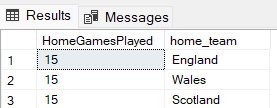 Results Messages
HomeGamesPlayed home_team
1 15 England
2 15 Wales
3 15 Scotland